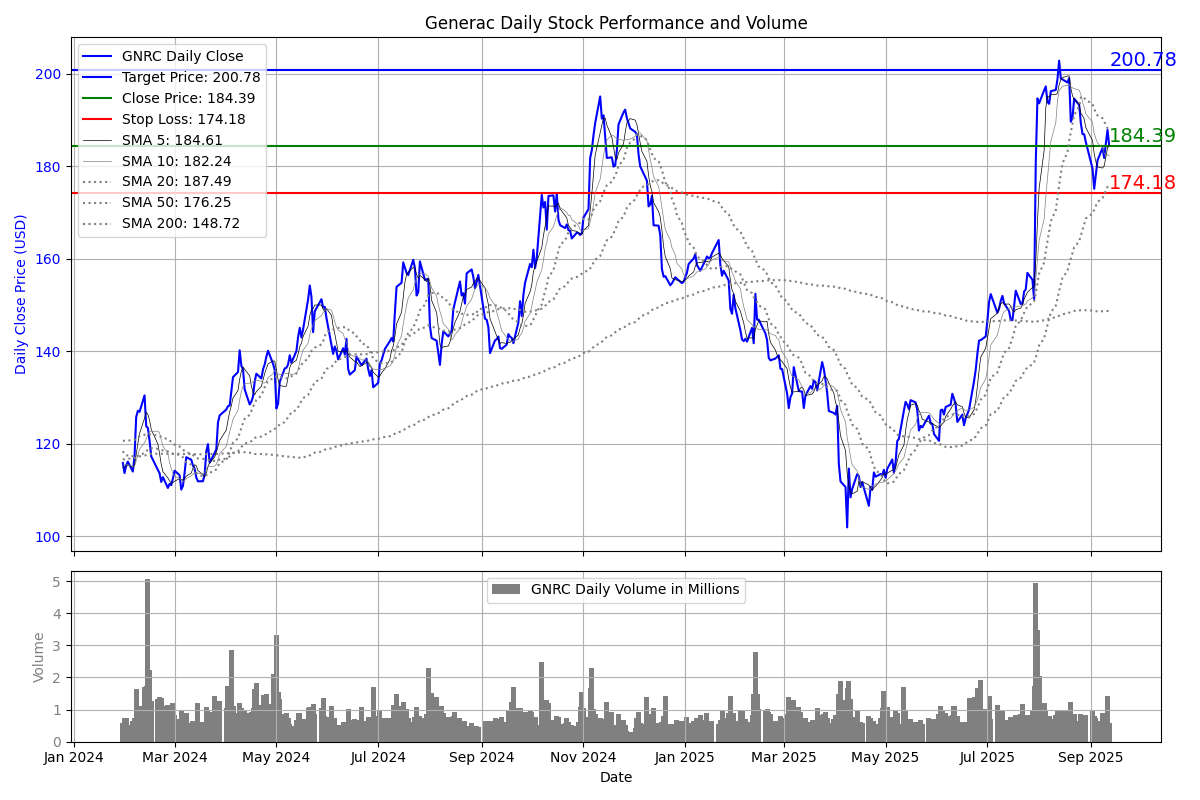 Generac Daily Stock Performance and Volume
GNRC Daily Close
Target Price: 200.78
Close Price: 184.39
Stop Loss: 174.18
SMA 5: 184.61
SMA 10: 182.24
SMA 20: 187.49
SMA 50: 176.25
SMA 200: 148.72
200.78
184.39
174.18
Daily Close Price (USD)
200
180
160
140
120
100
GNRC Daily Volume in Millions
Volume
5
4
3
2
1
0
Jan 2024 Mar 2024 May 2024 Jul 2024 Sep 2024 Nov 2024 Jan 2025 Mar 2025 May 2025 Jul 2025 Sep 2025
Date